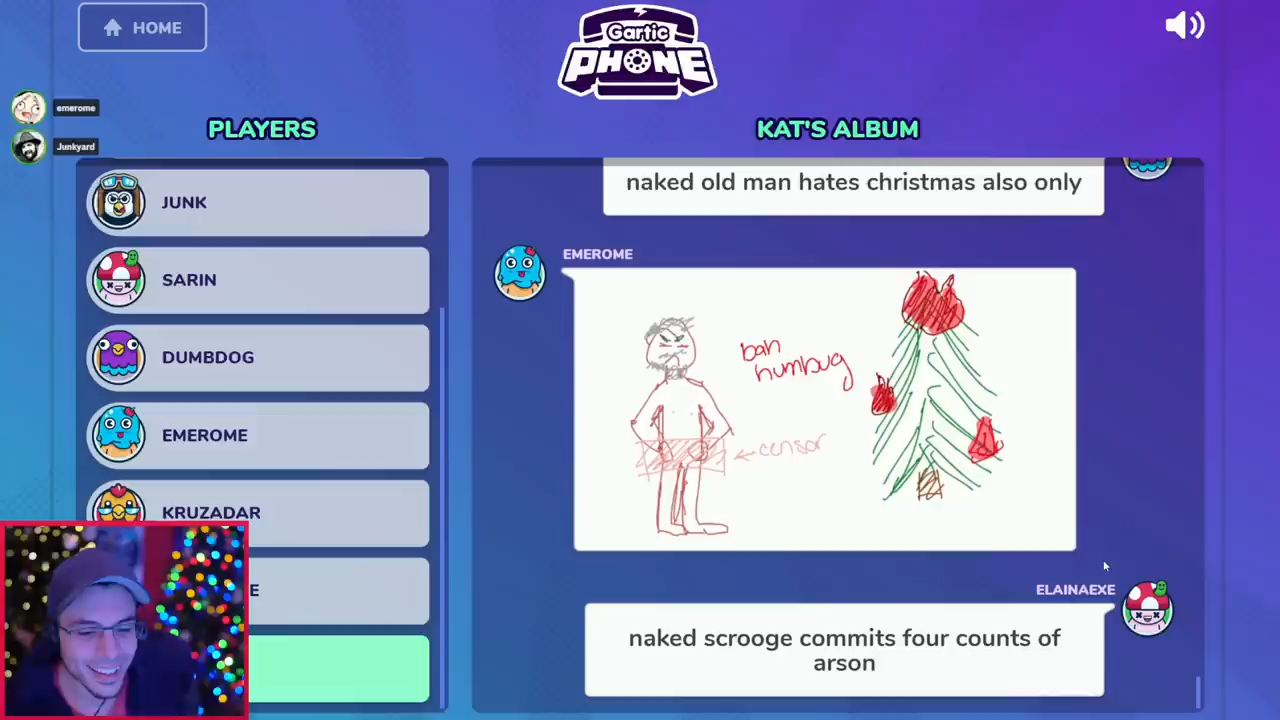 HOME
Gartic
PHONE
emerome
Junkyard
PLAYERS
JUNK
SARIN
DUMBDOG
EMEROME
KRUZADAR
E
KAT'S ALBUM
naked old man hates christmas also only
EMEROME
bah
humbug
censor
ELAINAEXE
naked scrooge commits four counts of
arson